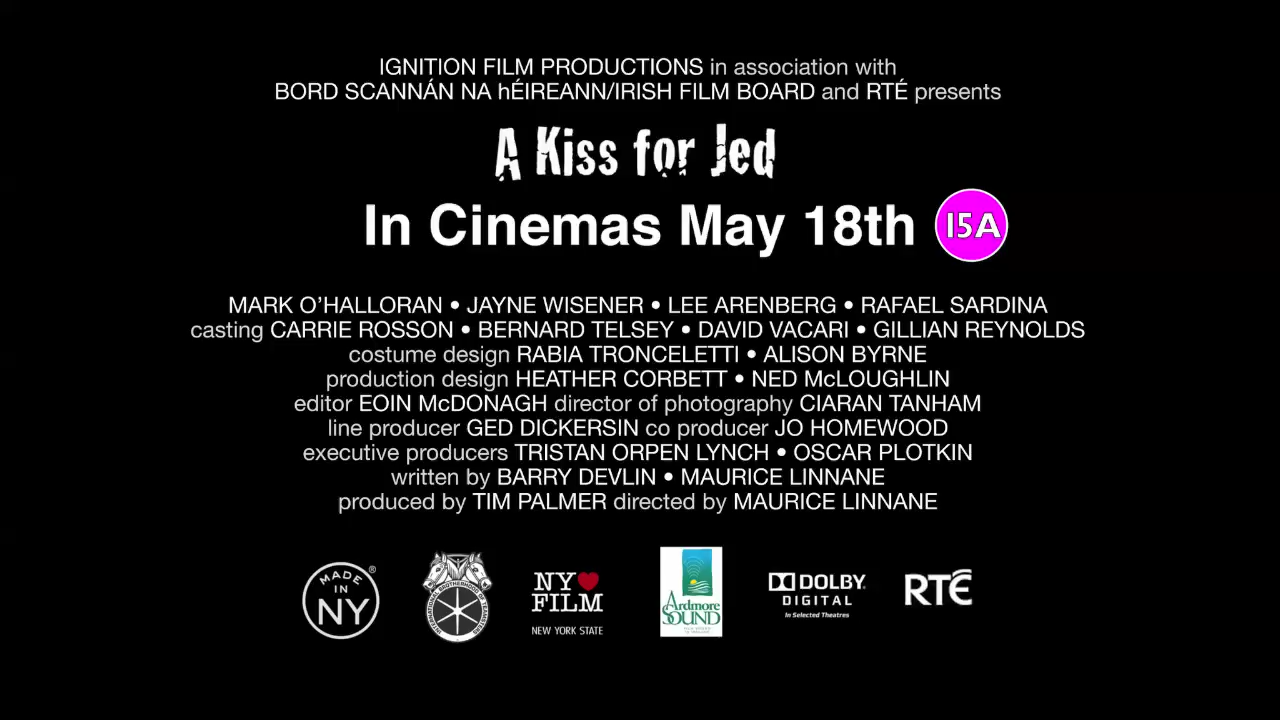 IGNITION FILM PRODUCTIONS in association with
BORD SCANNÁN NA hÉIREANN/IRISH FILM BOARD and RTÉ presents
A Kiss for Jed
In Cinemas May 18th 15A
MARK O'HALLORAN • JAYNE WISENER • LEE ARENBERG • RAFAEL SARDINA
casting CARRIE ROSSON • BERNARD TELSEY • DAVID VACARI • GILLIAN REYNOLDS
costume design RABIA TRONCELETTI • ALISON BYRNE
production design HEATHER CORBETT • NED McLOUGHLIN
editor EOIN McDONAGH director of photography CIARAN TANHAM
line producer GED DICKERSIN co producer JO HOMEWOOD
executive producers TRISTAN ORPEN LYNCH • OSCAR PLOTKIN
written by BARRY DEVLIN • MAURICE LINNANE
produced by TIM PALMER directed by MAURICE LINNANE
MADE IN NY ®
INTERNATIONAL BROTHERHOOD OF TEAMSTERS
NY FILM
NEW YORK STATE
Ardmore SOUND
DOLBY
DIGITAL
In Selected Theatres
RTÉ